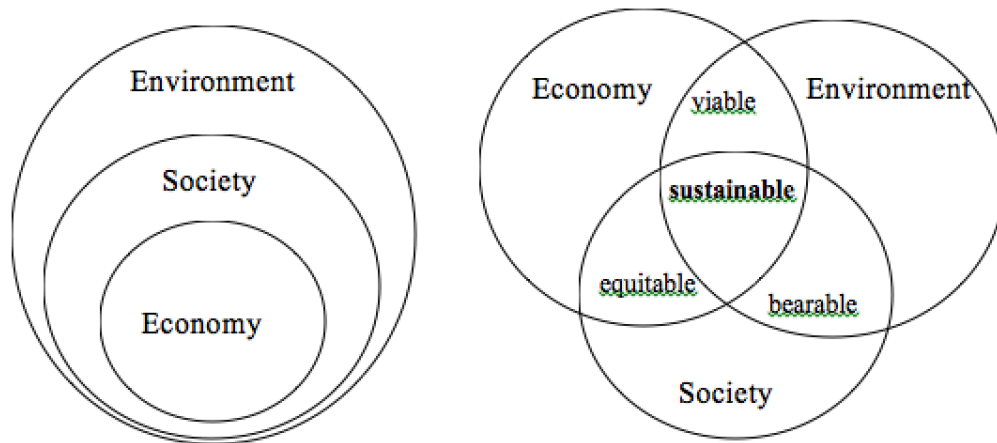 Environment
Society
Economy
Economy
Environment
viable
sustainable
equitable
bearable
Society